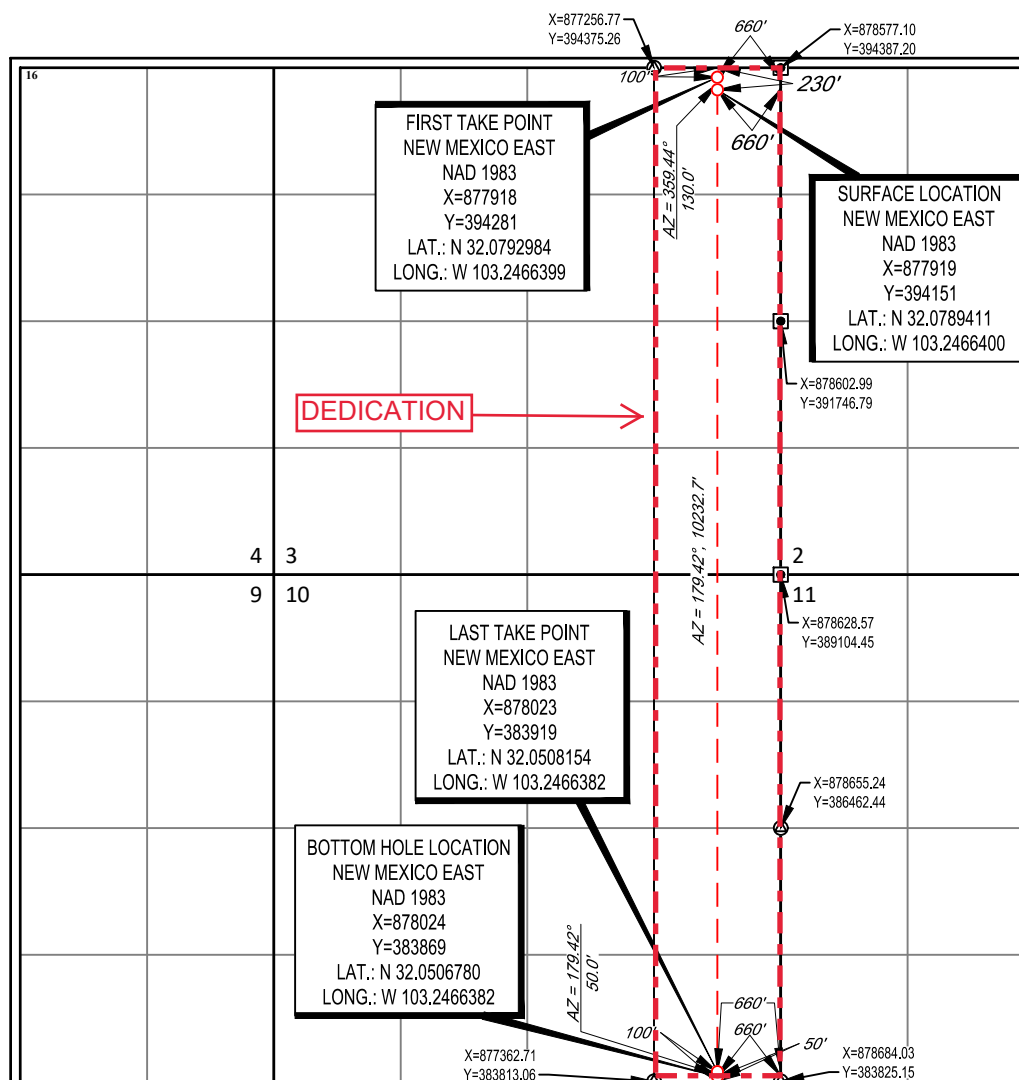 X=877256.77
Y=394375.26
660'
X=878577.10
Y=394387.20
16
100'
230'
660'
FIRST TAKE POINT
NEW MEXICO EAST
NAD 1983
X=877918
Y=394281
LAT.: N 32.0792984
LONG.: W 103.2466399
AZ = 359.44°
130.0'
SURFACE LOCATION
NEW MEXICO EAST
NAD 1983
X=877919
Y=394151
LAT.: N 32.0789411
LONG.: W 103.2466400
X=878602.99
Y=391746.79
DEDICATION
AZ = 179.42°, 10232.7'
4 3
2
9 10
11
X=878628.57
Y=389104.45
LAST TAKE POINT
NEW MEXICO EAST
NAD 1983
X=878023
Y=383919
LAT.: N 32.0508154
LONG.: W 103.2466382
X=878655.24
Y=386462.44
BOTTOM HOLE LOCATION
NEW MEXICO EAST
NAD 1983
X=878024
Y=383869
LAT.: N 32.0506780
LONG.: W 103.2466382
AZ = 179.42°
50.0'
660'
100'
660'
50'
X=877362.71
Y=383813.06
X=878684.03
Y=383825.15